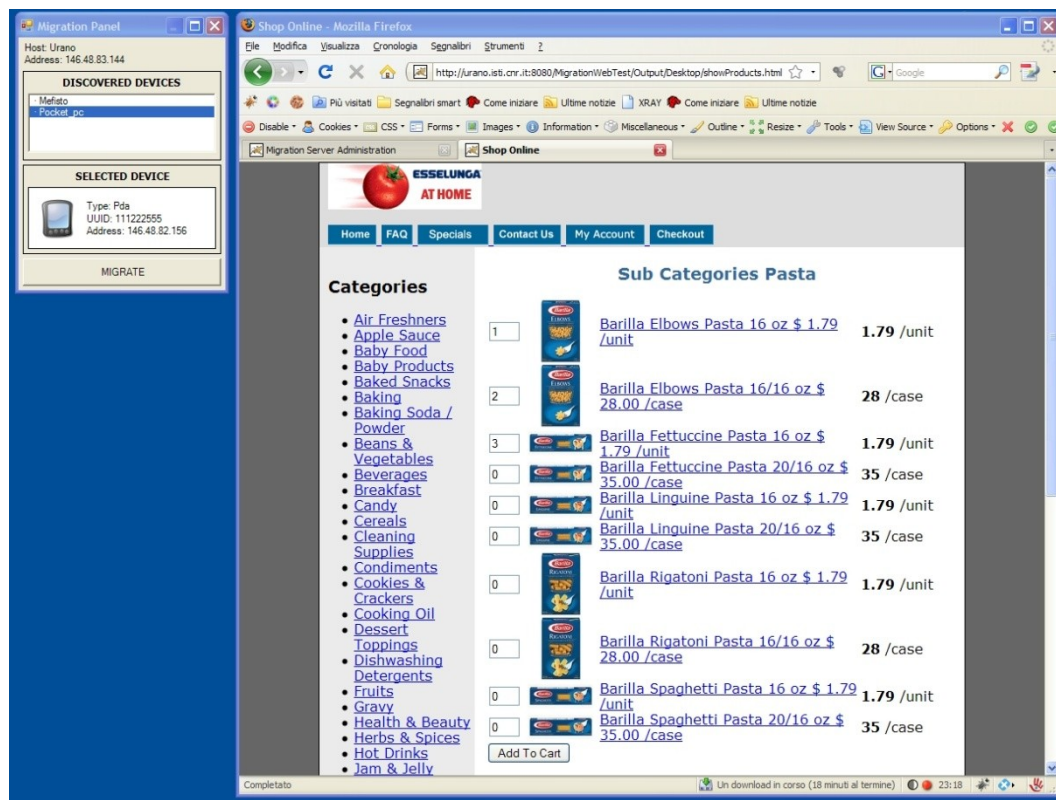 Migration Panel
Host: Urano
Address: 146.48.83.144
DISCOVERED DEVICES
Mefisto
Pocket_pc
SELECTED DEVICE
Type: Pda
UUID: 111222555
Address: 146.48.82.156
MIGRATE
Shop Online - Mozilla Firefox
File Modifica Visualizza Cronologia Segnalibri Strumenti ?
http://urano.isti.cnr.it:8080/MigrationWebTest/Output/Desktop/showProducts.html
Google
Più visitati Segnalibri smart Come iniziare Ultime notizie XRAY Come iniziare Ultime notizie
Disable Cookies CSS Forms Images Information Miscellaneous Outline Resize Tools View Source Options
Migration Server Administration Shop Online
ESSELUNGA
AT HOME
Home FAQ Specials Contact Us My Account Checkout
Categories
Air Freshners
Apple Sauce
Baby Food
Baby Products
Baked Snacks
Baking
Baking Soda /
Powder
Beans &
Vegetables
Beverages
Breakfast
Candy
Cereals
Cleaning
Supplies
Condiments
Cookies &
Crackers
Cooking Oil
Dessert
Toppings
Dishwashing
Detergents
Fruits
Gravy
Health & Beauty
Herbs & Spices
Hot Drinks
Jam & Jelly
Sub Categories Pasta
1 Barilla Elbows Pasta 16 oz $ 1.79 1.79 /unit
/unit
2 Barilla Elbows Pasta 16/16 oz $ 28 /case
28.00 /case
3 Barilla Fettuccine Pasta 16 oz $ 1.79 /unit
1.79 /unit
0 Barilla Fettuccine Pasta 20/16 oz $ 35 /case
35.00 /case
0 Barilla Linguine Pasta 16 oz $ 1.79 1.79 /unit
/unit
0 Barilla Linguine Pasta 20/16 oz $ 35 /case
35.00 /case
0 Barilla Rigatoni Pasta 16 oz $ 1.79 1.79 /unit
/unit
0 Barilla Rigatoni Pasta 16/16 oz $ 28 /case
28.00 /case
0 Barilla Spaghetti Pasta 16 oz $ 1.79 1.79 /unit
/unit
0 Barilla Spaghetti Pasta 20/16 oz $ 35 /case
35.00 /case
Add To Cart
Completato Un download in corso (18 minuti al termine) 23:18